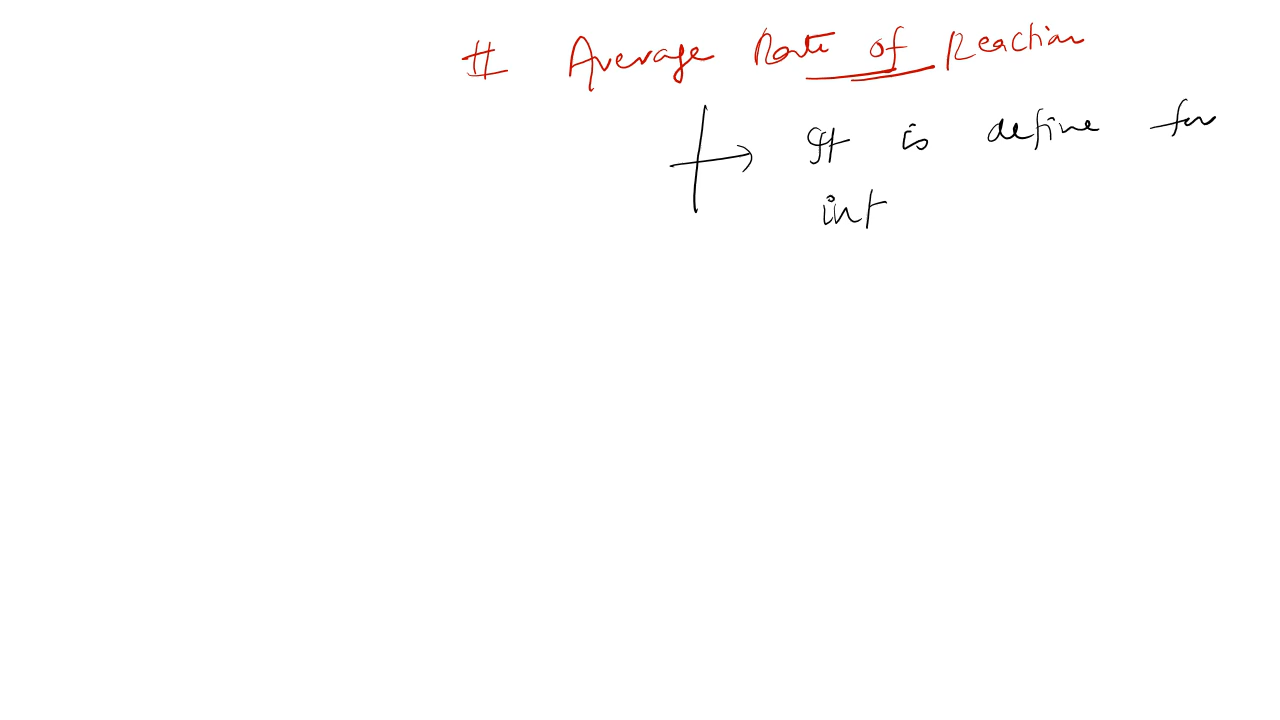 # Average Rate of Reaction
It is define for
int